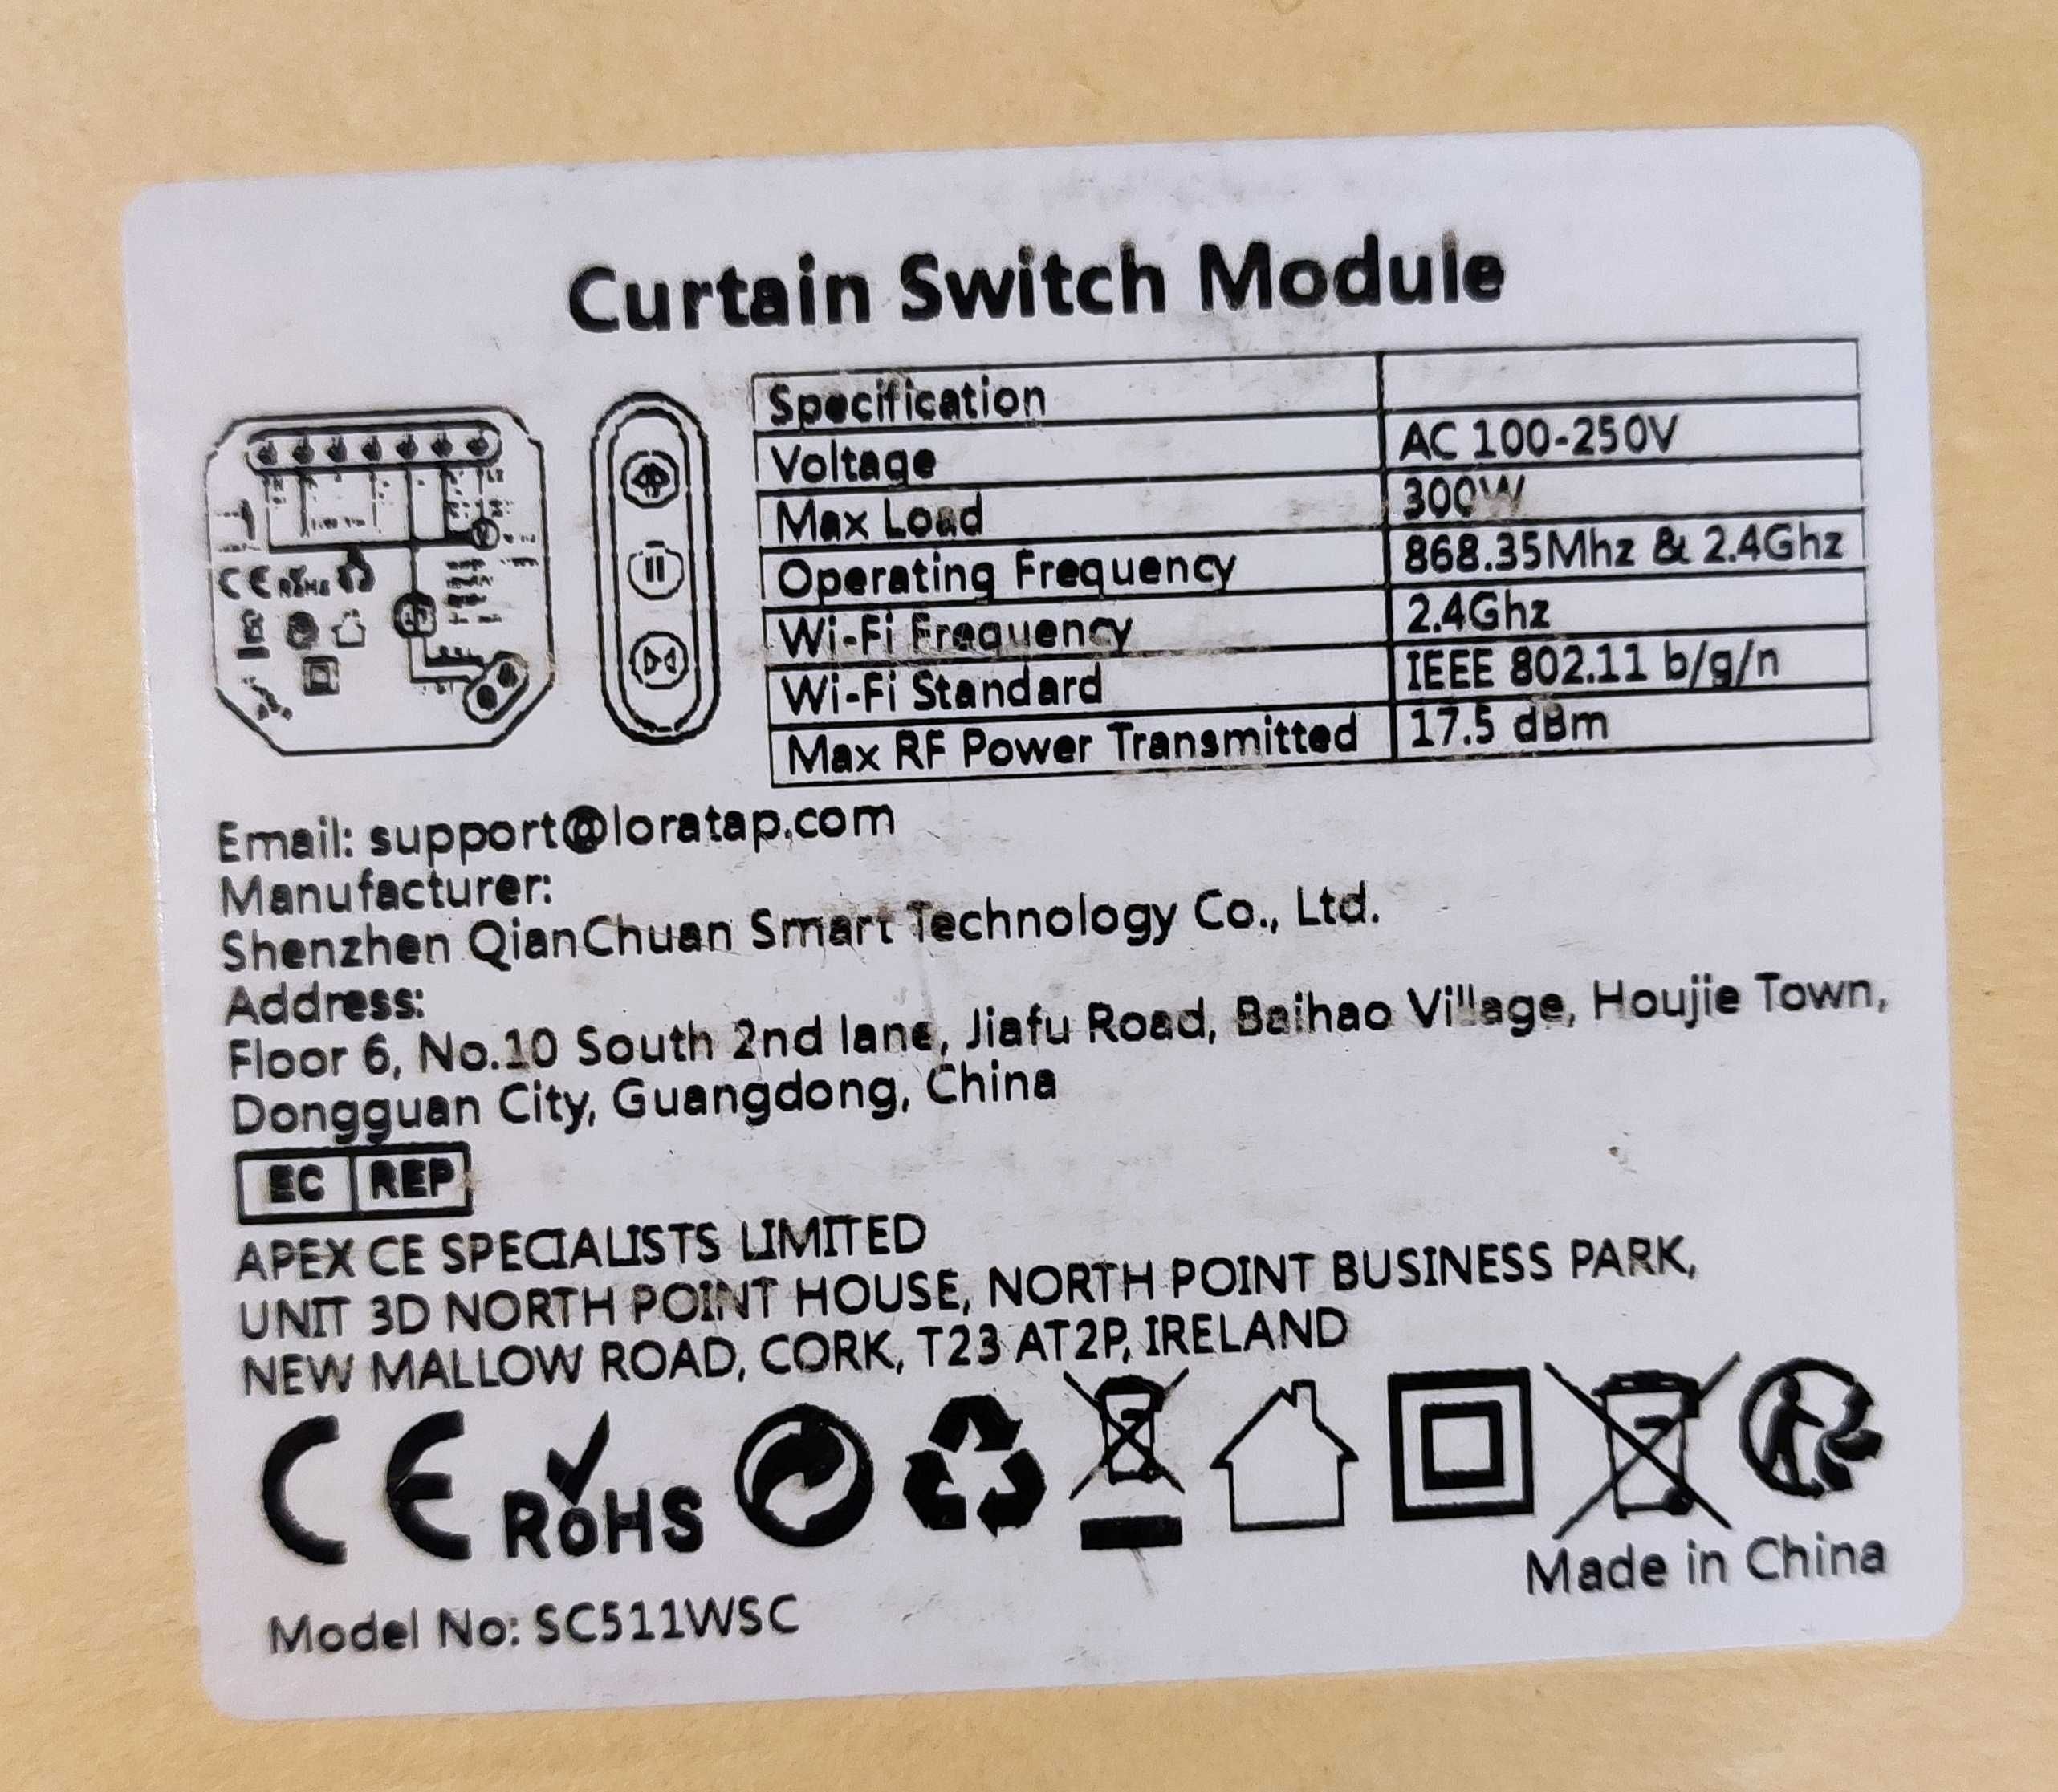 Curtain Switch Module
Specification
Voltage AC 100-250V
Max Load 300W
Operating Frequency 868.35Mhz & 2.4Ghz
Wi-Fi Frequency 2.4Ghz
Wi-Fi Standard IEEE 802.11 b/g/n
Max RF Power Transmitted 17.5 dBm
CE RoHS
Email: support@loratap.com
Manufacturer:
Shenzhen QianChuan Smart Technology Co., Ltd.
Address:
Floor 6, No.10 South 2nd lane, Jiafu Road, Baihao Village, Houjie Town,
Dongguan City, Guangdong, China
EC REP
APEX CE SPECIALISTS LIMITED
UNIT 3D NORTH POINT HOUSE, NORTH POINT BUSINESS PARK,
NEW MALLOW ROAD, CORK, T23 AT2P, IRELAND
CE RoHS
Made in China
Model No: SC511WSC